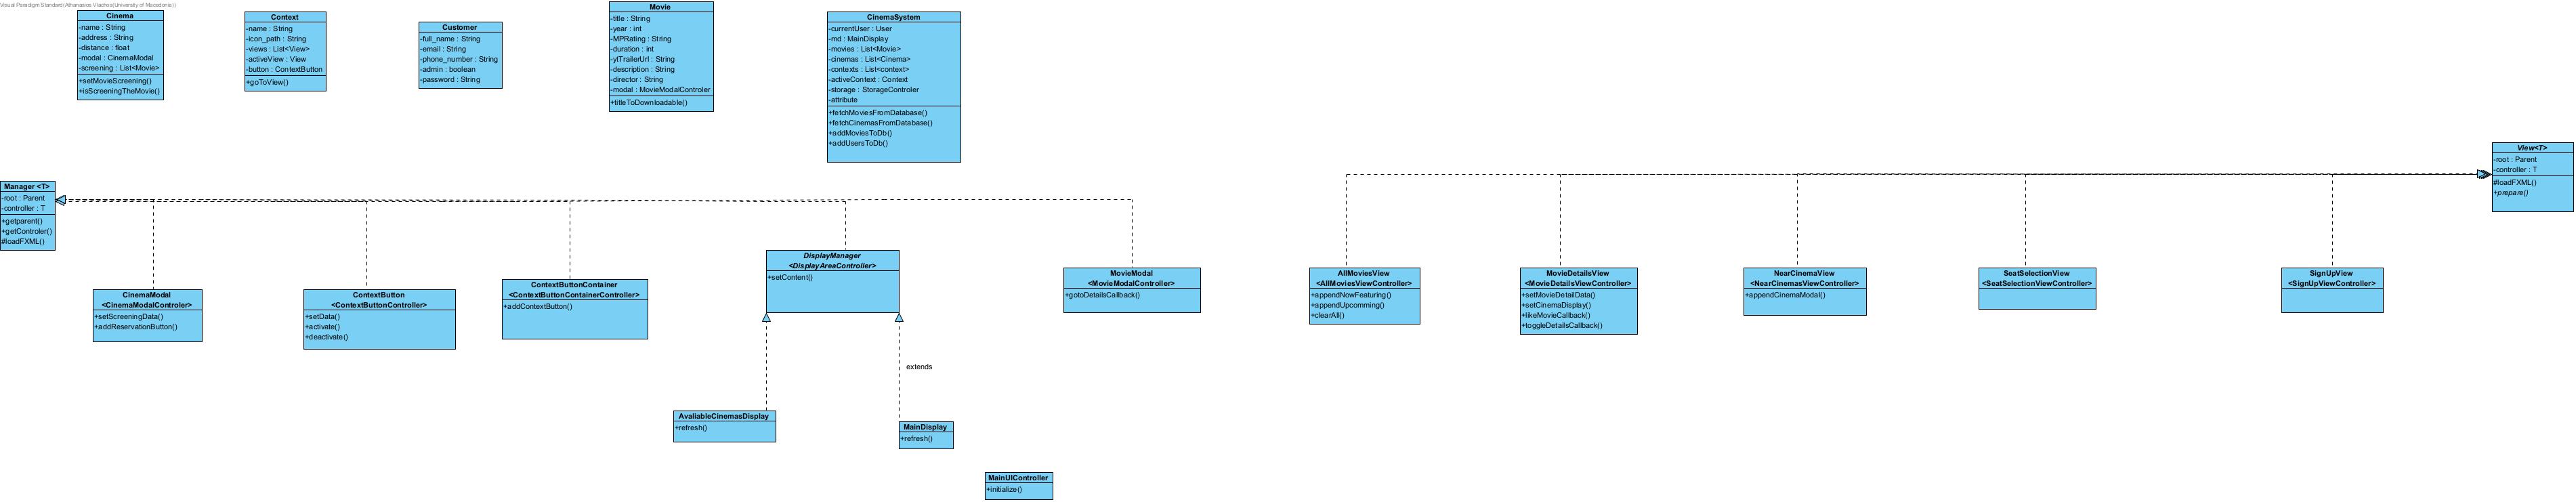 Visual Paradigm Standard(Athanasios Vrachos(University of Macedonia))
Cinema
-name : String
-address : String
-distance : float
-modal : CinemaModal
-screening : List<Movie>
+setMovieScreening()
+isScreeningTheMovie()
Context
-name : String
-icon_path : String
-views : List<View>
-activeView : View
-button : ContextButton
+goToView()
Customer
-full_name : String
-email : String
-phone_number : String
-admin : boolean
-password : String
Movie
-title : String
-year : int
-MPRating : String
-duration : int
-ytTrailerUrl : String
-description : String
-director : String
-modal : MovieModalControler
+titleToDownloadable()
CinemaSystem
-currentUser : User
-md : MainDisplay
-movies : List<Movie>
-cinemas : List<Cinema>
-contexts : List<context>
-activeContext : Context
-storage : StorageControler
-attribute
+fetchMoviesFromDatabase()
+fetchCinemasFromDatabase()
+addMoviesToDb()
+addUsersToDb()
View<T>
-root : Parent
-controller : T
#loadFXML()
+prepare()
Manager <T>
-root : Parent
-controller : T
+getparent()
+getControler()
#loadFXML()
CinemaModal
<CinemaModalControler>
+setScreeningData()
+addReservationButton()
ContextButton
<ContextButtonController>
+setData()
+activate()
+deactivate()
ContextButtonContainer
<ContextButtonContainerController>
+addContextButton()
DisplayManager
<DisplayAreaController>
+setContent()
MovieModal
<MovieModalController>
+gotoDetailsCallback()
AllMoviesView
<AllMoviesViewController>
+appendNowFeaturing()
+appendUpcomming()
+clearAll()
MovieDetailsView
<MovieDetailsViewController>
+setMovieDetailData()
+setCinemaDisplay()
+likeMovieCallback()
+toggleDetailsCallback()
NearCinemaView
<NearCinemasViewController>
+appendCinemaModal()
SeatSelectionView
<SeatSelectionViewController>
SignUpView
<SignUpViewController>
extends
AvaliableCinemasDisplay
+refresh()
MainDisplay
+refresh()
MainUIController
+initialize()